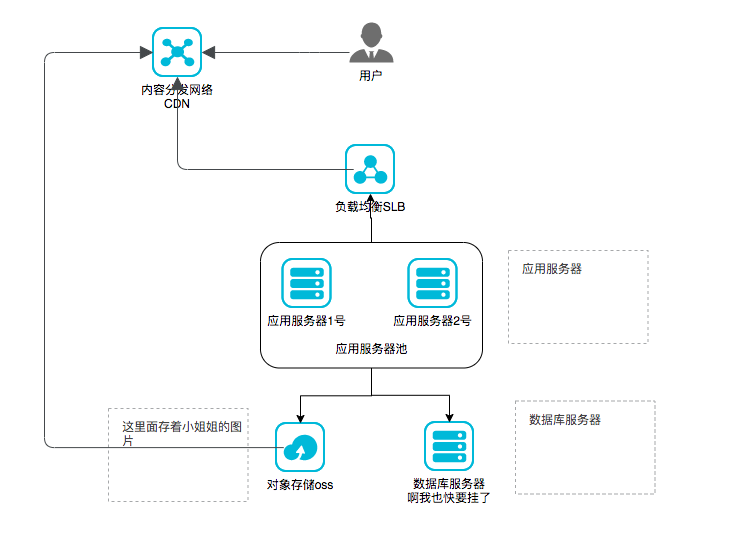 用户
内容分发网络
CDN
负载均衡SLB
应用服务器1号
应用服务器2号
应用服务器池
应用服务器
这里面存着小姐姐的图
片
对象存储oss
数据库服务器
啊我也快要挂了
数据库服务器